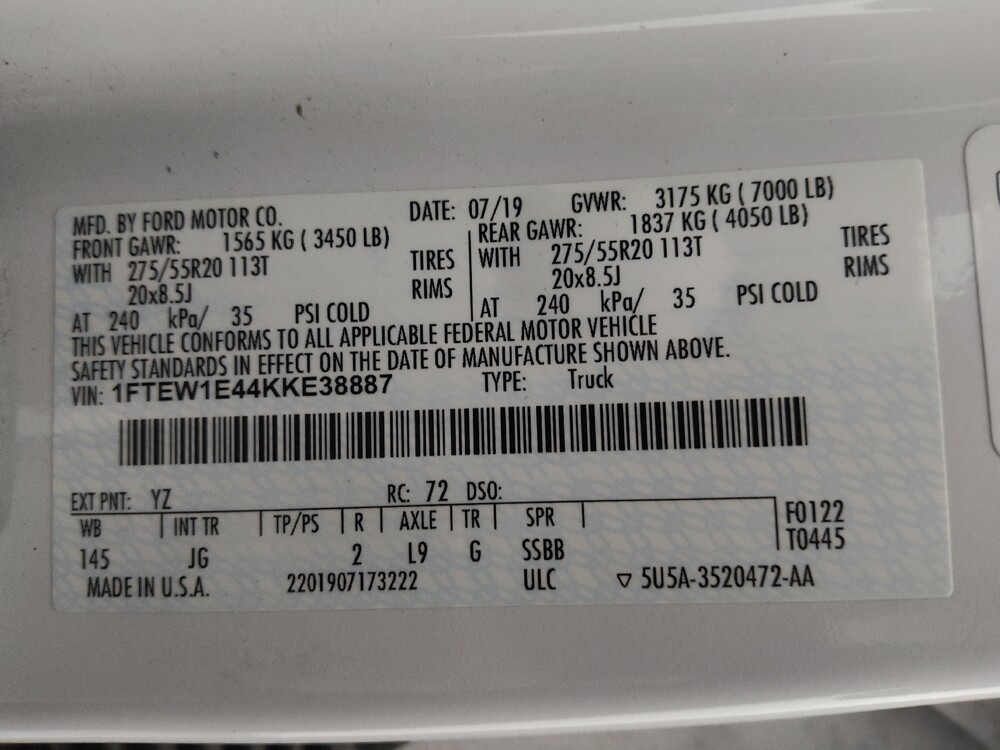 MFD. BY FORD MOTOR CO. DATE: 07/19 GVWR: 3175 KG ( 7000 LB)
FRONT GAWR: 1565 KG ( 3450 LB) REAR GAWR: 1837 KG ( 4050 LB)
WITH 275/55R20 113T TIRES WITH 275/55R20 113T TIRES
20x8.5J RIMS 20x8.5J RIMS
AT 240 kPa/ 35 PSI COLD AT 240 kPa/ 35 PSI COLD
THIS VEHICLE CONFORMS TO ALL APPLICABLE FEDERAL MOTOR VEHICLE
SAFETY STANDARDS IN EFFECT ON THE DATE OF MANUFACTURE SHOWN ABOVE.
VIN: 1FTEW1E44KKE38887 TYPE: Truck
EXT PNT: YZ RC: 72 DSO:
WB INT TR TP/PS R AXLE TR SPR F0122
145 JG 2 L9 G SSBB T0445
MADE IN U.S.A. 2201907173222 ULC ▽ 5U5A-3520472-AA